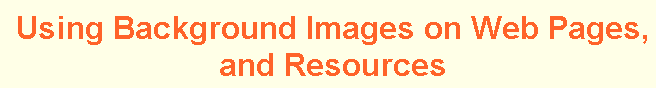 Using Background Images on Web Pages,
and Resources